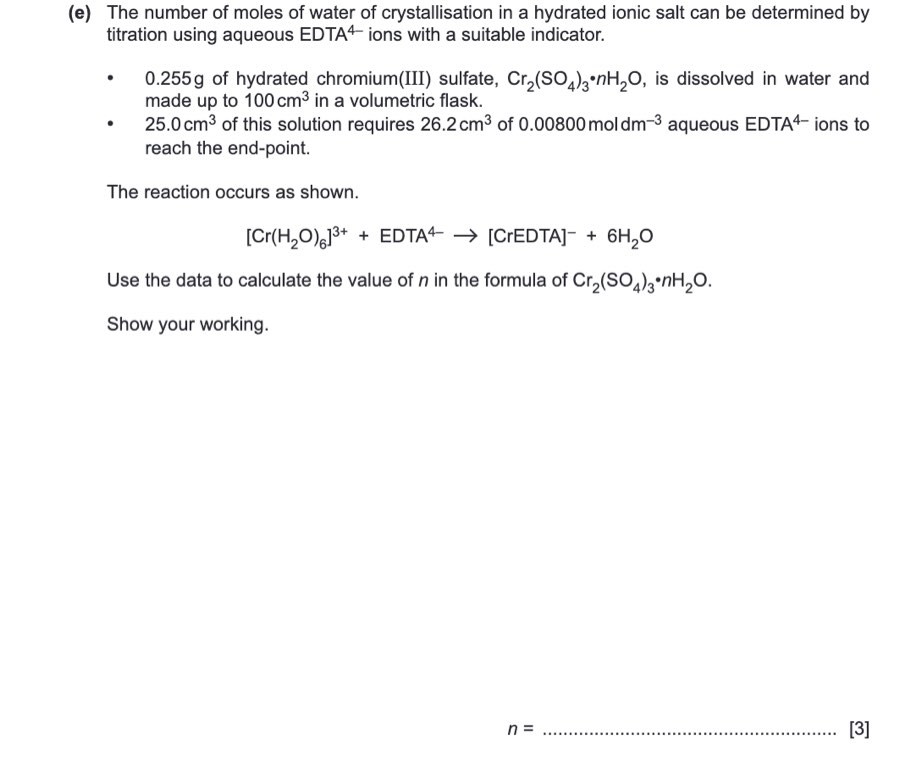 (e) The number of moles of water of crystallisation in a hydrated ionic salt can be determined by
titration using aqueous EDTA⁴⁻ ions with a suitable indicator.
• 0.255 g of hydrated chromium(III) sulfate, Cr₂(SO₄)₃•nH₂O, is dissolved in water and
made up to 100 cm³ in a volumetric flask.
• 25.0 cm³ of this solution requires 26.2 cm³ of 0.00800 mol dm⁻³ aqueous EDTA⁴⁻ ions to
reach the end-point.
The reaction occurs as shown.
[Cr(H₂O)₆]³⁺ + EDTA⁴⁻ → [CrEDTA]⁻ + 6H₂O
Use the data to calculate the value of n in the formula of Cr₂(SO₄)₃•nH₂O.
Show your working.
n = ............................................................ [3]